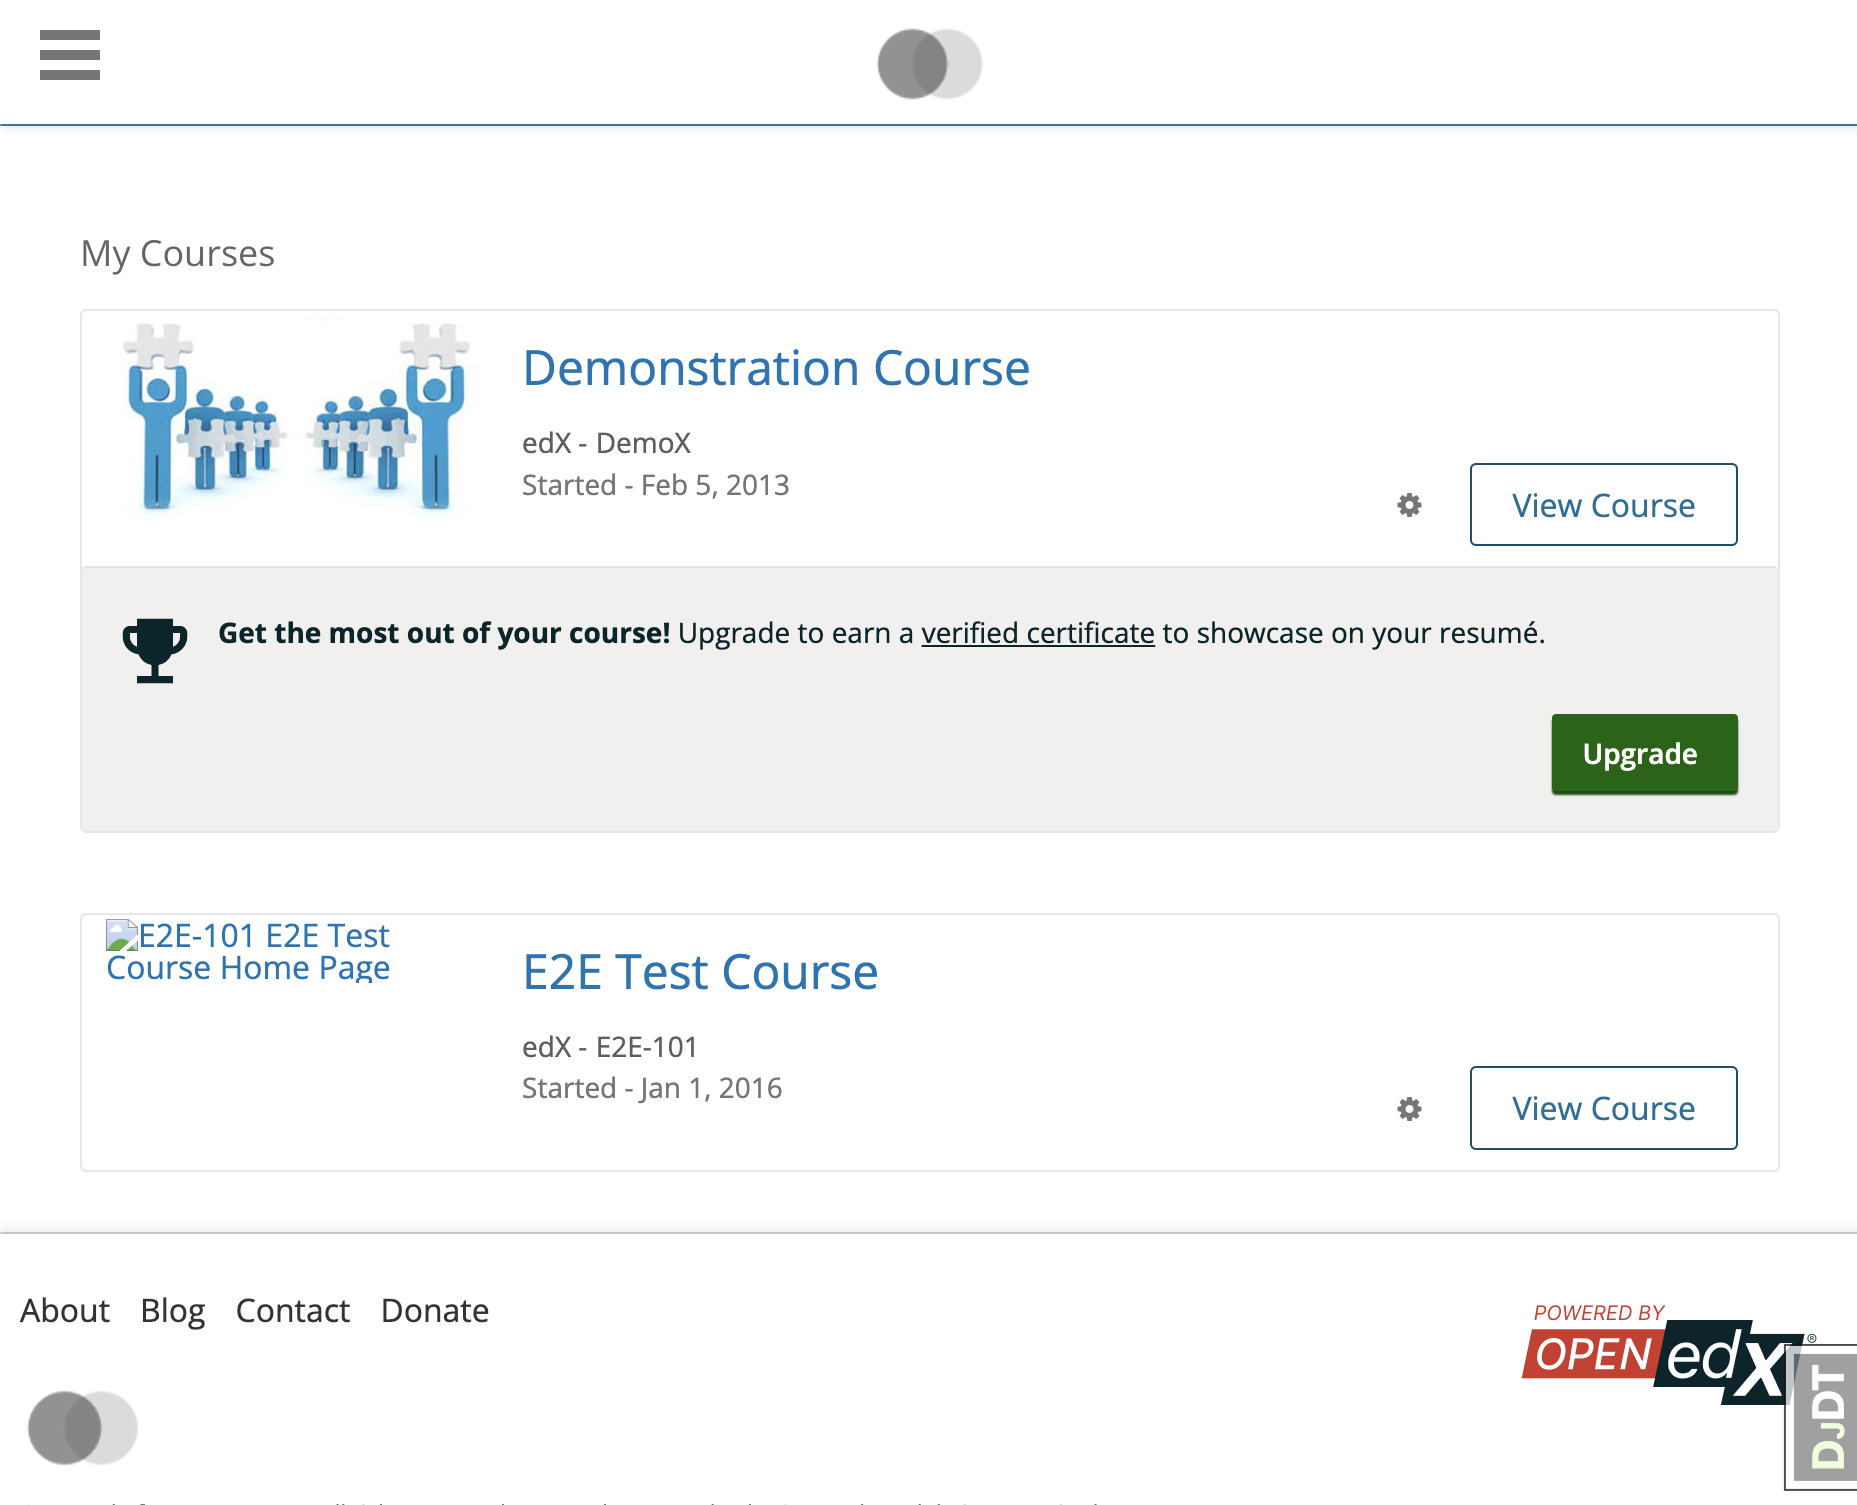 My Courses
Demonstration Course
edX - DemoX
Started - Feb 5, 2013
View Course
Get the most out of your course! Upgrade to earn a verified certificate to showcase on your resumé.
Upgrade
E2E-101 E2E Test
Course Home Page
E2E Test Course
edX - E2E-101
Started - Jan 1, 2016
View Course
About Blog Contact Donate
POWERED BY
OPEN edX ®
DJDT